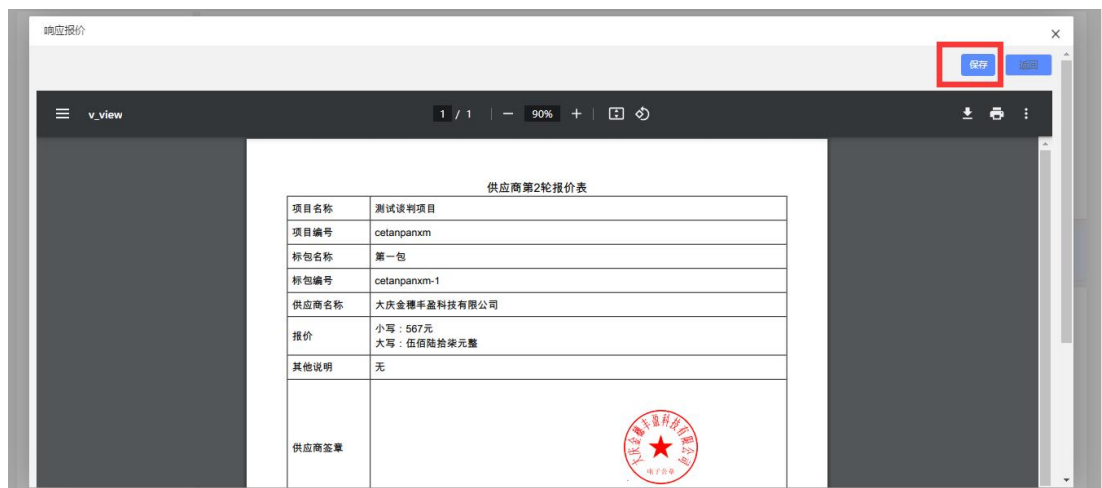 响应报价
保存
返回
v_view
1 / 1
90%
供应商第2轮报价表
项目名称
测试谈判项目
项目编号
cetanpanxm
标包名称
第一包
标包编号
cetanpanxm-1
供应商名称
大庆金穗丰盈科技有限公司
报价
小写：567元
大写：伍佰陆拾柒元整
其他说明
无
供应商签章
大庆金穗丰盈科技有限公司
电子公章